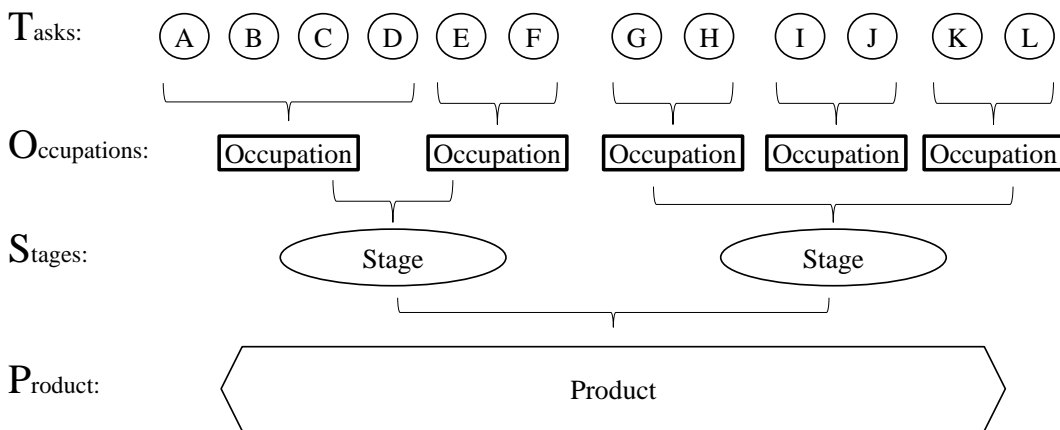 Tasks: A B C D E F G H I J K L
Occupations: Occupation Occupation Occupation Occupation Occupation
Stages: Stage Stage
Product: Product